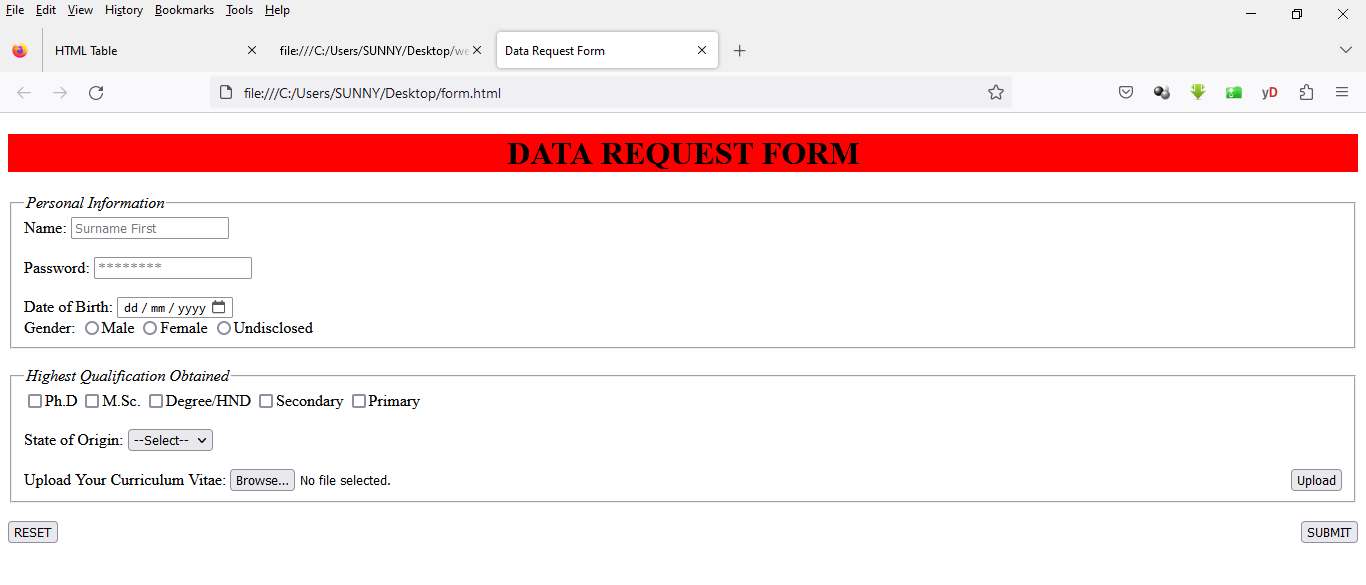 File Edit View History Bookmarks Tools Help
HTML Table file:///C:/Users/SUNNY/Desktop/we Data Request Form
file:///C:/Users/SUNNY/Desktop/form.html yD
DATA REQUEST FORM
Personal Information
Name: Surname First
Password: ********
Date of Birth: dd / mm / yyyy
Gender: Male Female Undisclosed
Highest Qualification Obtained
Ph.D M.Sc. Degree/HND Secondary Primary
State of Origin: --Select--
Upload Your Curriculum Vitae: Browse... No file selected. Upload
RESET SUBMIT